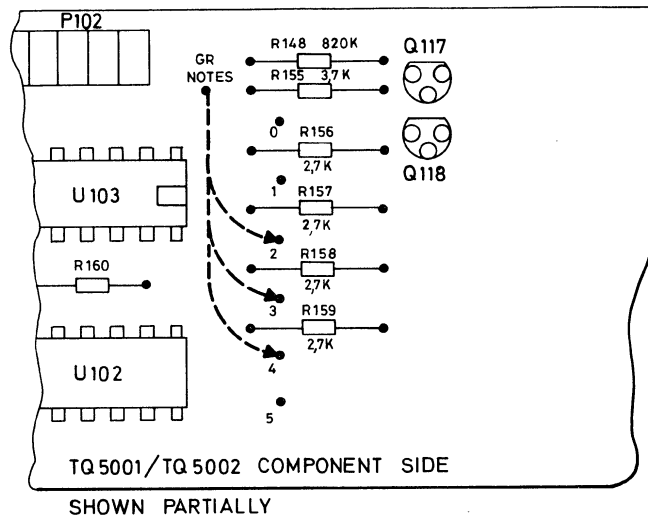 P102
GR
NOTES
R148 820K
R155 3,7K
Q117
0
R156
2,7K
Q118
U103
1
R157
2,7K
2
R160
R158
2,7K
3
R159
2,7K
U102
4
5
TQ5001/TQ5002 COMPONENT SIDE
SHOWN PARTIALLY